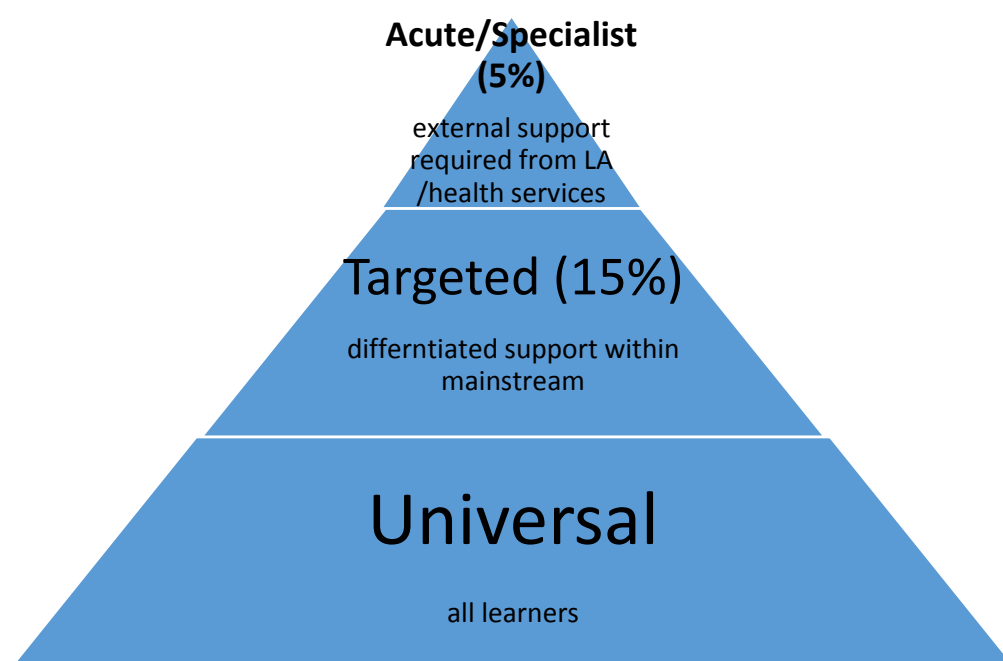 Acute/Specialist
(5%)
external support
required from LA
/health services
Targeted (15%)
differntiated support within
mainstream
Universal
all learners